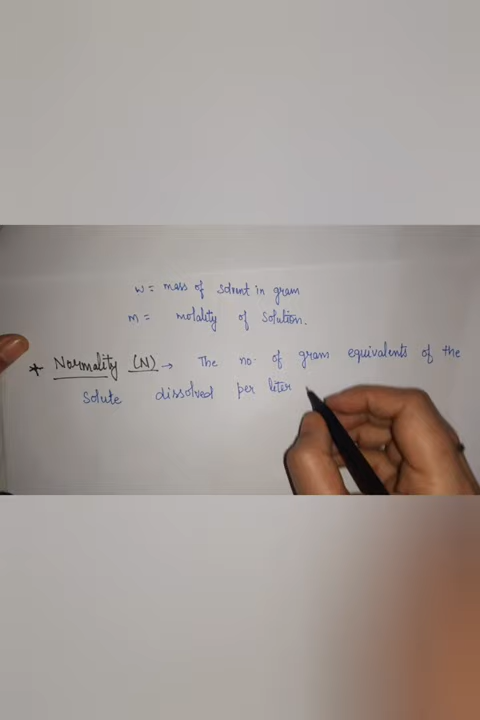 w = mass of solvent in gram
m = molality of solution.
* Normality (N) → The no. of gram equivalents of the
solute dissolved per liter